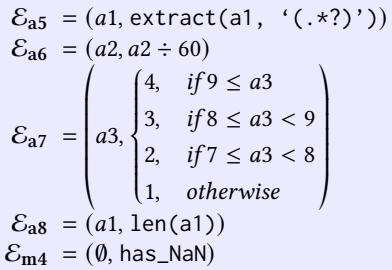 ℰa5 = (a1, extract(a1, ‘(.*?)’))
ℰa6 = (a2, a2 ÷ 60)
ℰa7 = (a3, {4, if 9 ≤ a3
3, if 8 ≤ a3 < 9
2, if 7 ≤ a3 < 8
1, otherwise)
ℰa8 = (a1, len(a1))
ℰm4 = (∅, has_NaN)